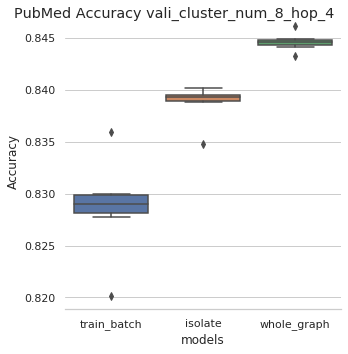 PubMed Accuracy vali_cluster_num_8_hop_4
0.845
0.840
0.835
0.830
0.825
0.820
Accuracy
train_batch isolate whole_graph
models